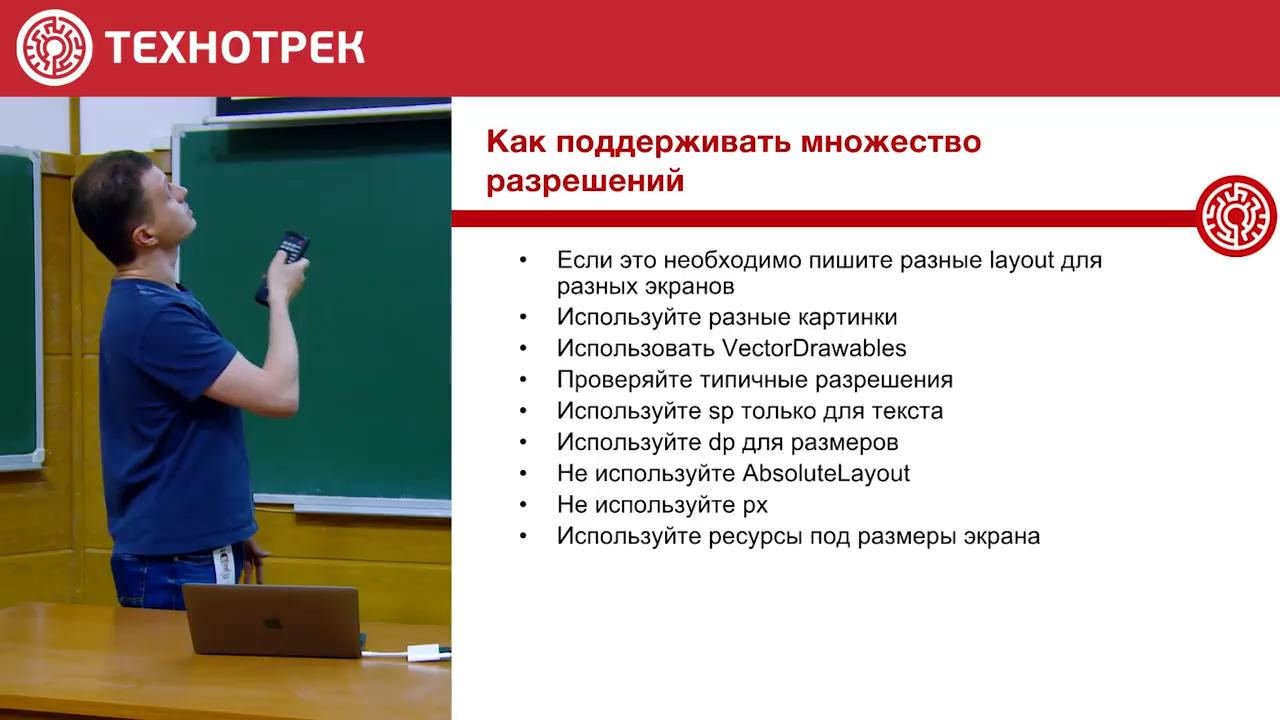 ТЕХНОТРЕК
Как поддерживать множество
разрешений
• Если это необходимо пишите разные layout для
разных экранов
• Используйте разные картинки
• Использовать VectorDrawables
• Проверяйте типичные разрешения
• Используйте sp только для текста
• Используйте dp для размеров
• Не используйте AbsoluteLayout
• Не используйте px
• Используйте ресурсы под размеры экрана